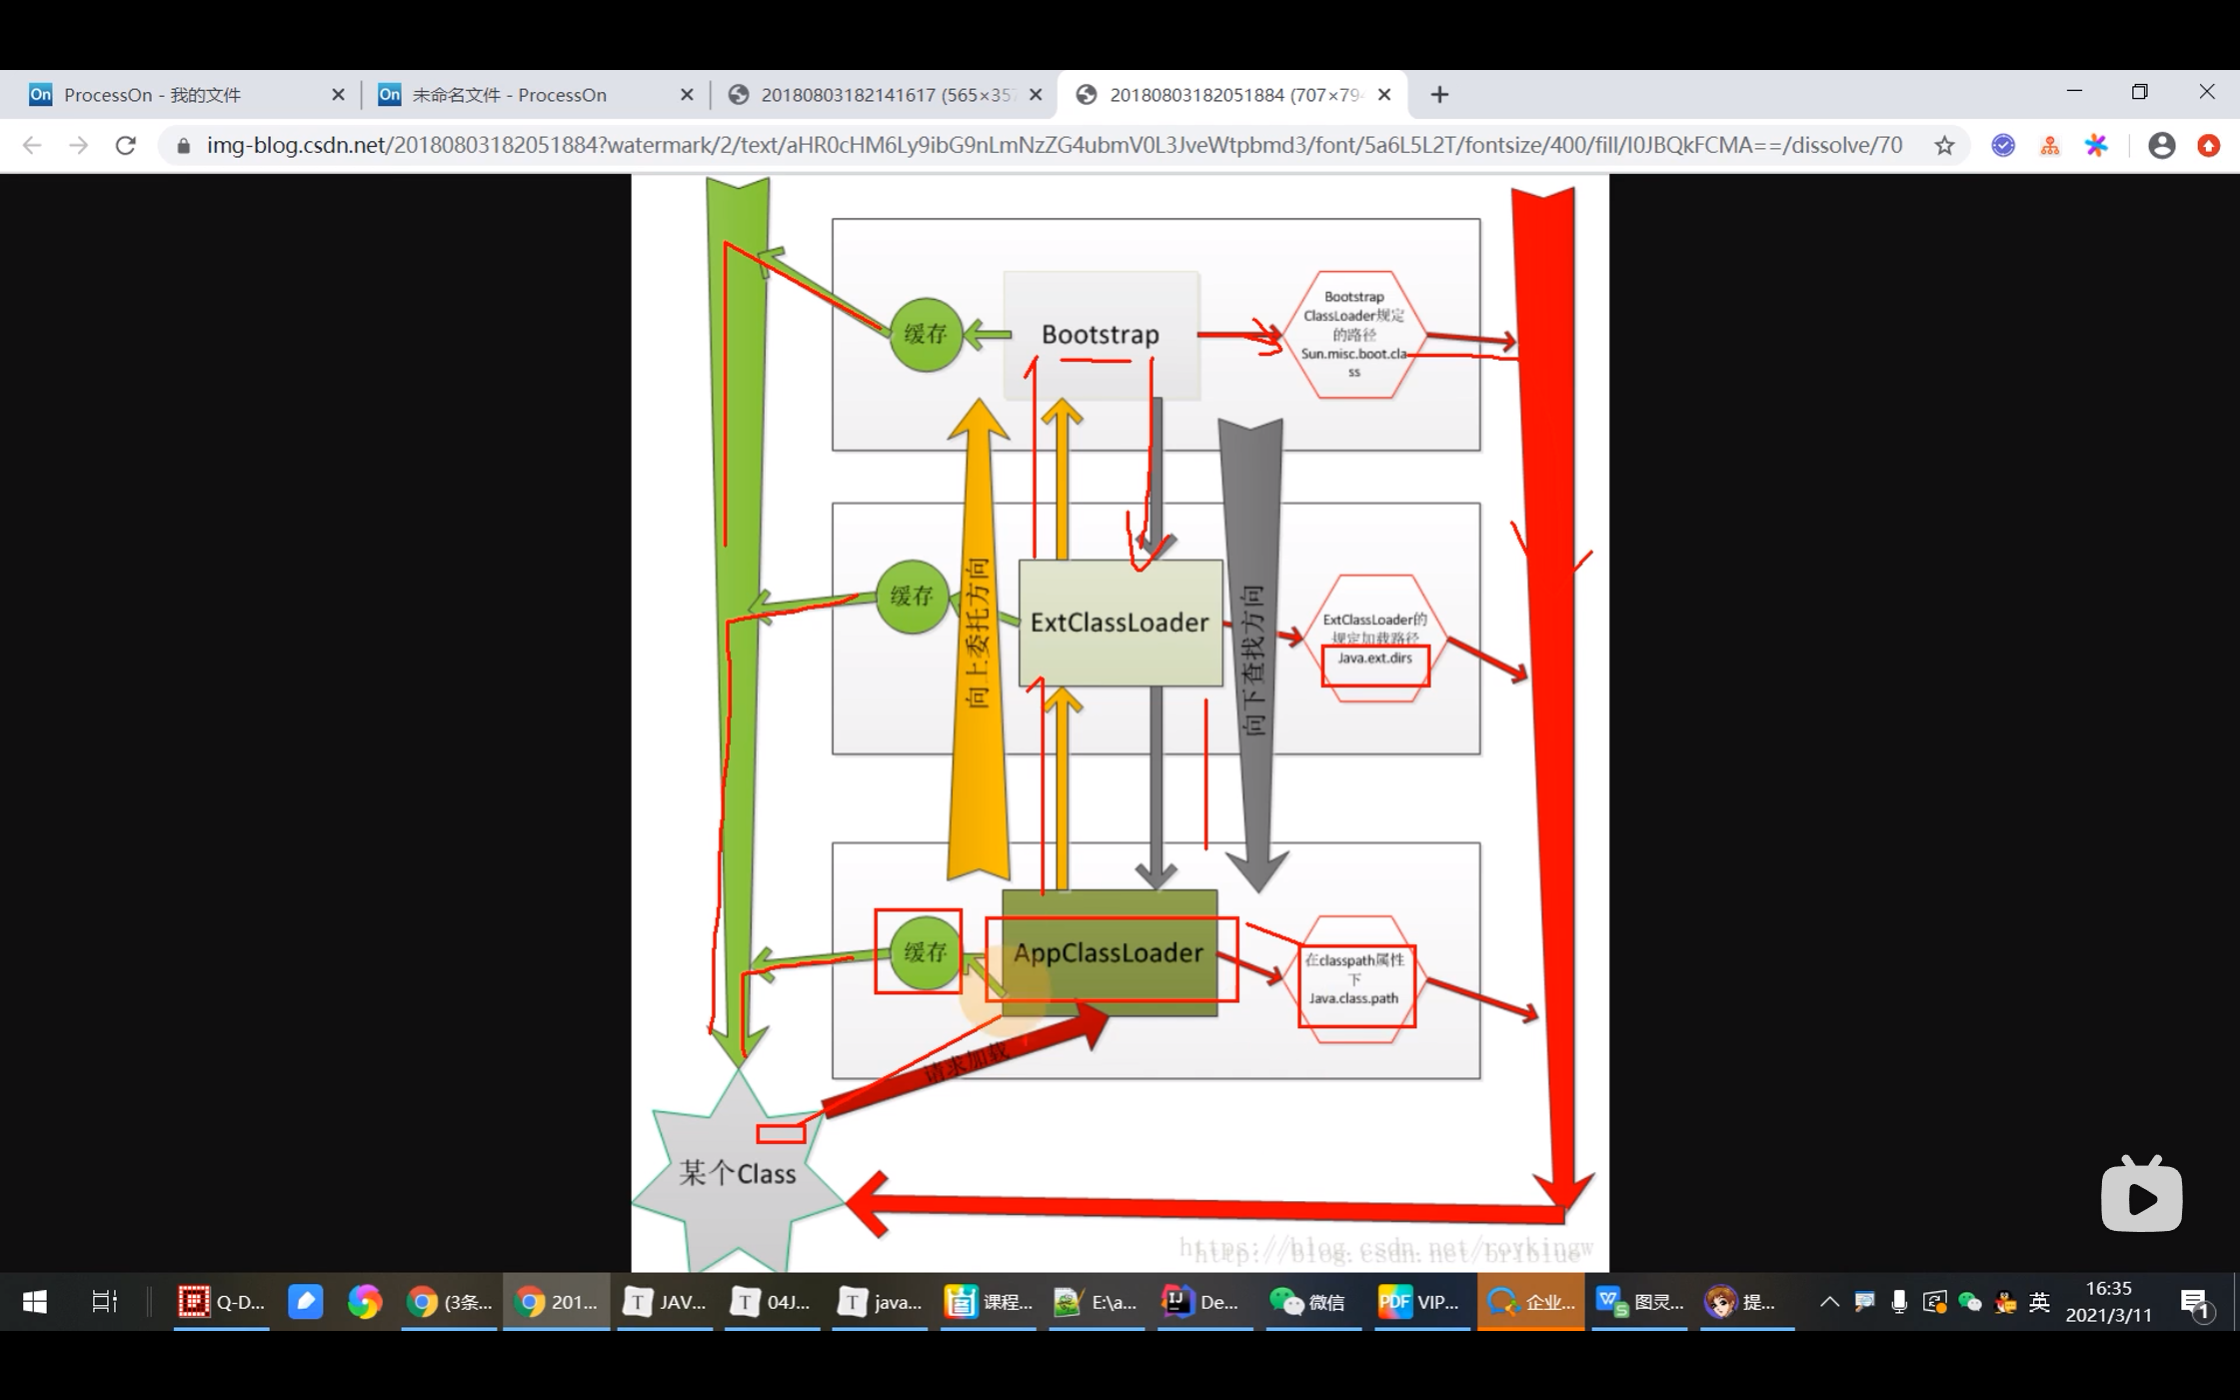 ProcessOn - 我的文件
未命名文件 - ProcessOn
20180803182141617 (565×357
20180803182051884 (707×79
img-blog.csdn.net/20180803182051884?watermark/2/text/aHR0cHM6Ly9ibG9nLmNzZG4ubmV0L3JveWtpbmd3/font/5a6L5L2T/fontsize/400/fill/I0JBQkFCMA==/dissolve/70
缓存
Bootstrap
Bootstrap
ClassLoader规定
的路径
Sun.misc.boot.cla
ss
向上委托方向
向下查找方向
缓存
ExtClassLoader
ExtClassLoader的
规定加载路径
Java.ext.dirs
缓存
AppClassLoader
在classpath属性
下
Java.class.path
请求加载
某个Class
Q-D...
(3条...
201...
JAV...
04J...
java...
课程...
E:\a...
De...
微信
VIP...
企业...
图灵...
提...
英
16:35
2021/3/11
1